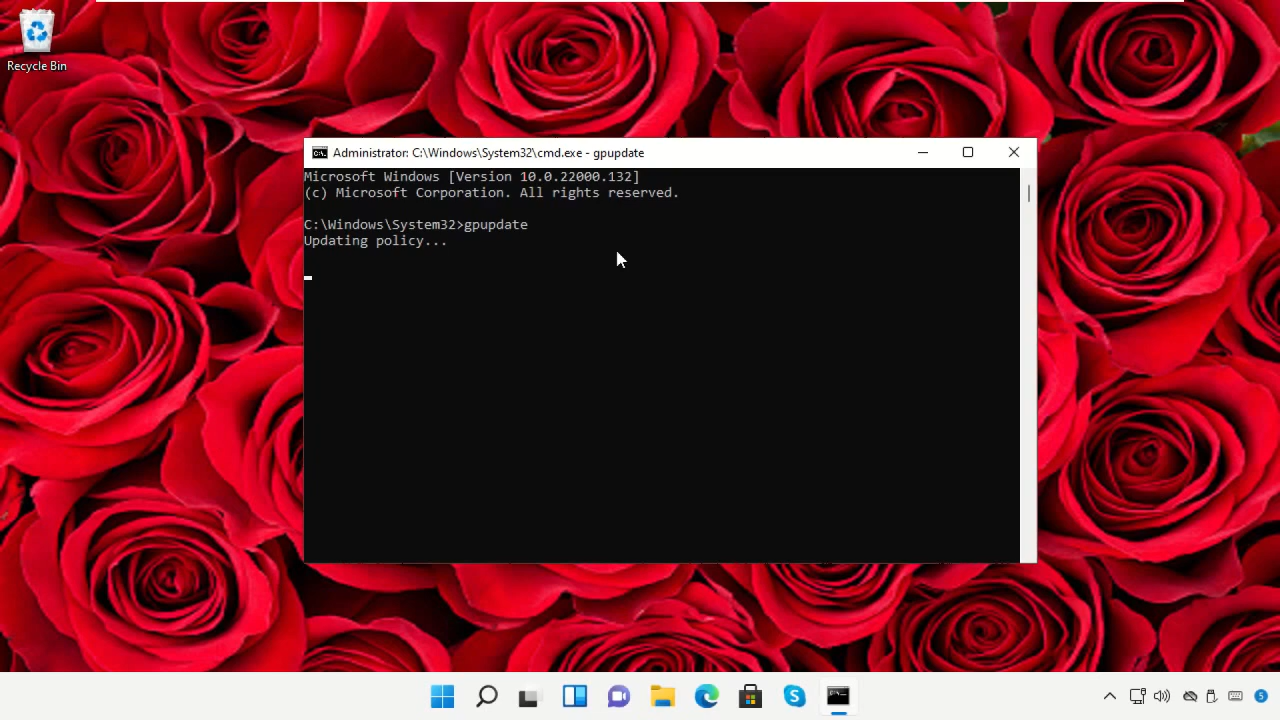 Recycle Bin
Administrator: C:\Windows\System32\cmd.exe - gpupdate
Microsoft Windows [Version 10.0.22000.132]
(c) Microsoft Corporation. All rights reserved.
C:\Windows\System32>gpupdate
Updating policy...
5